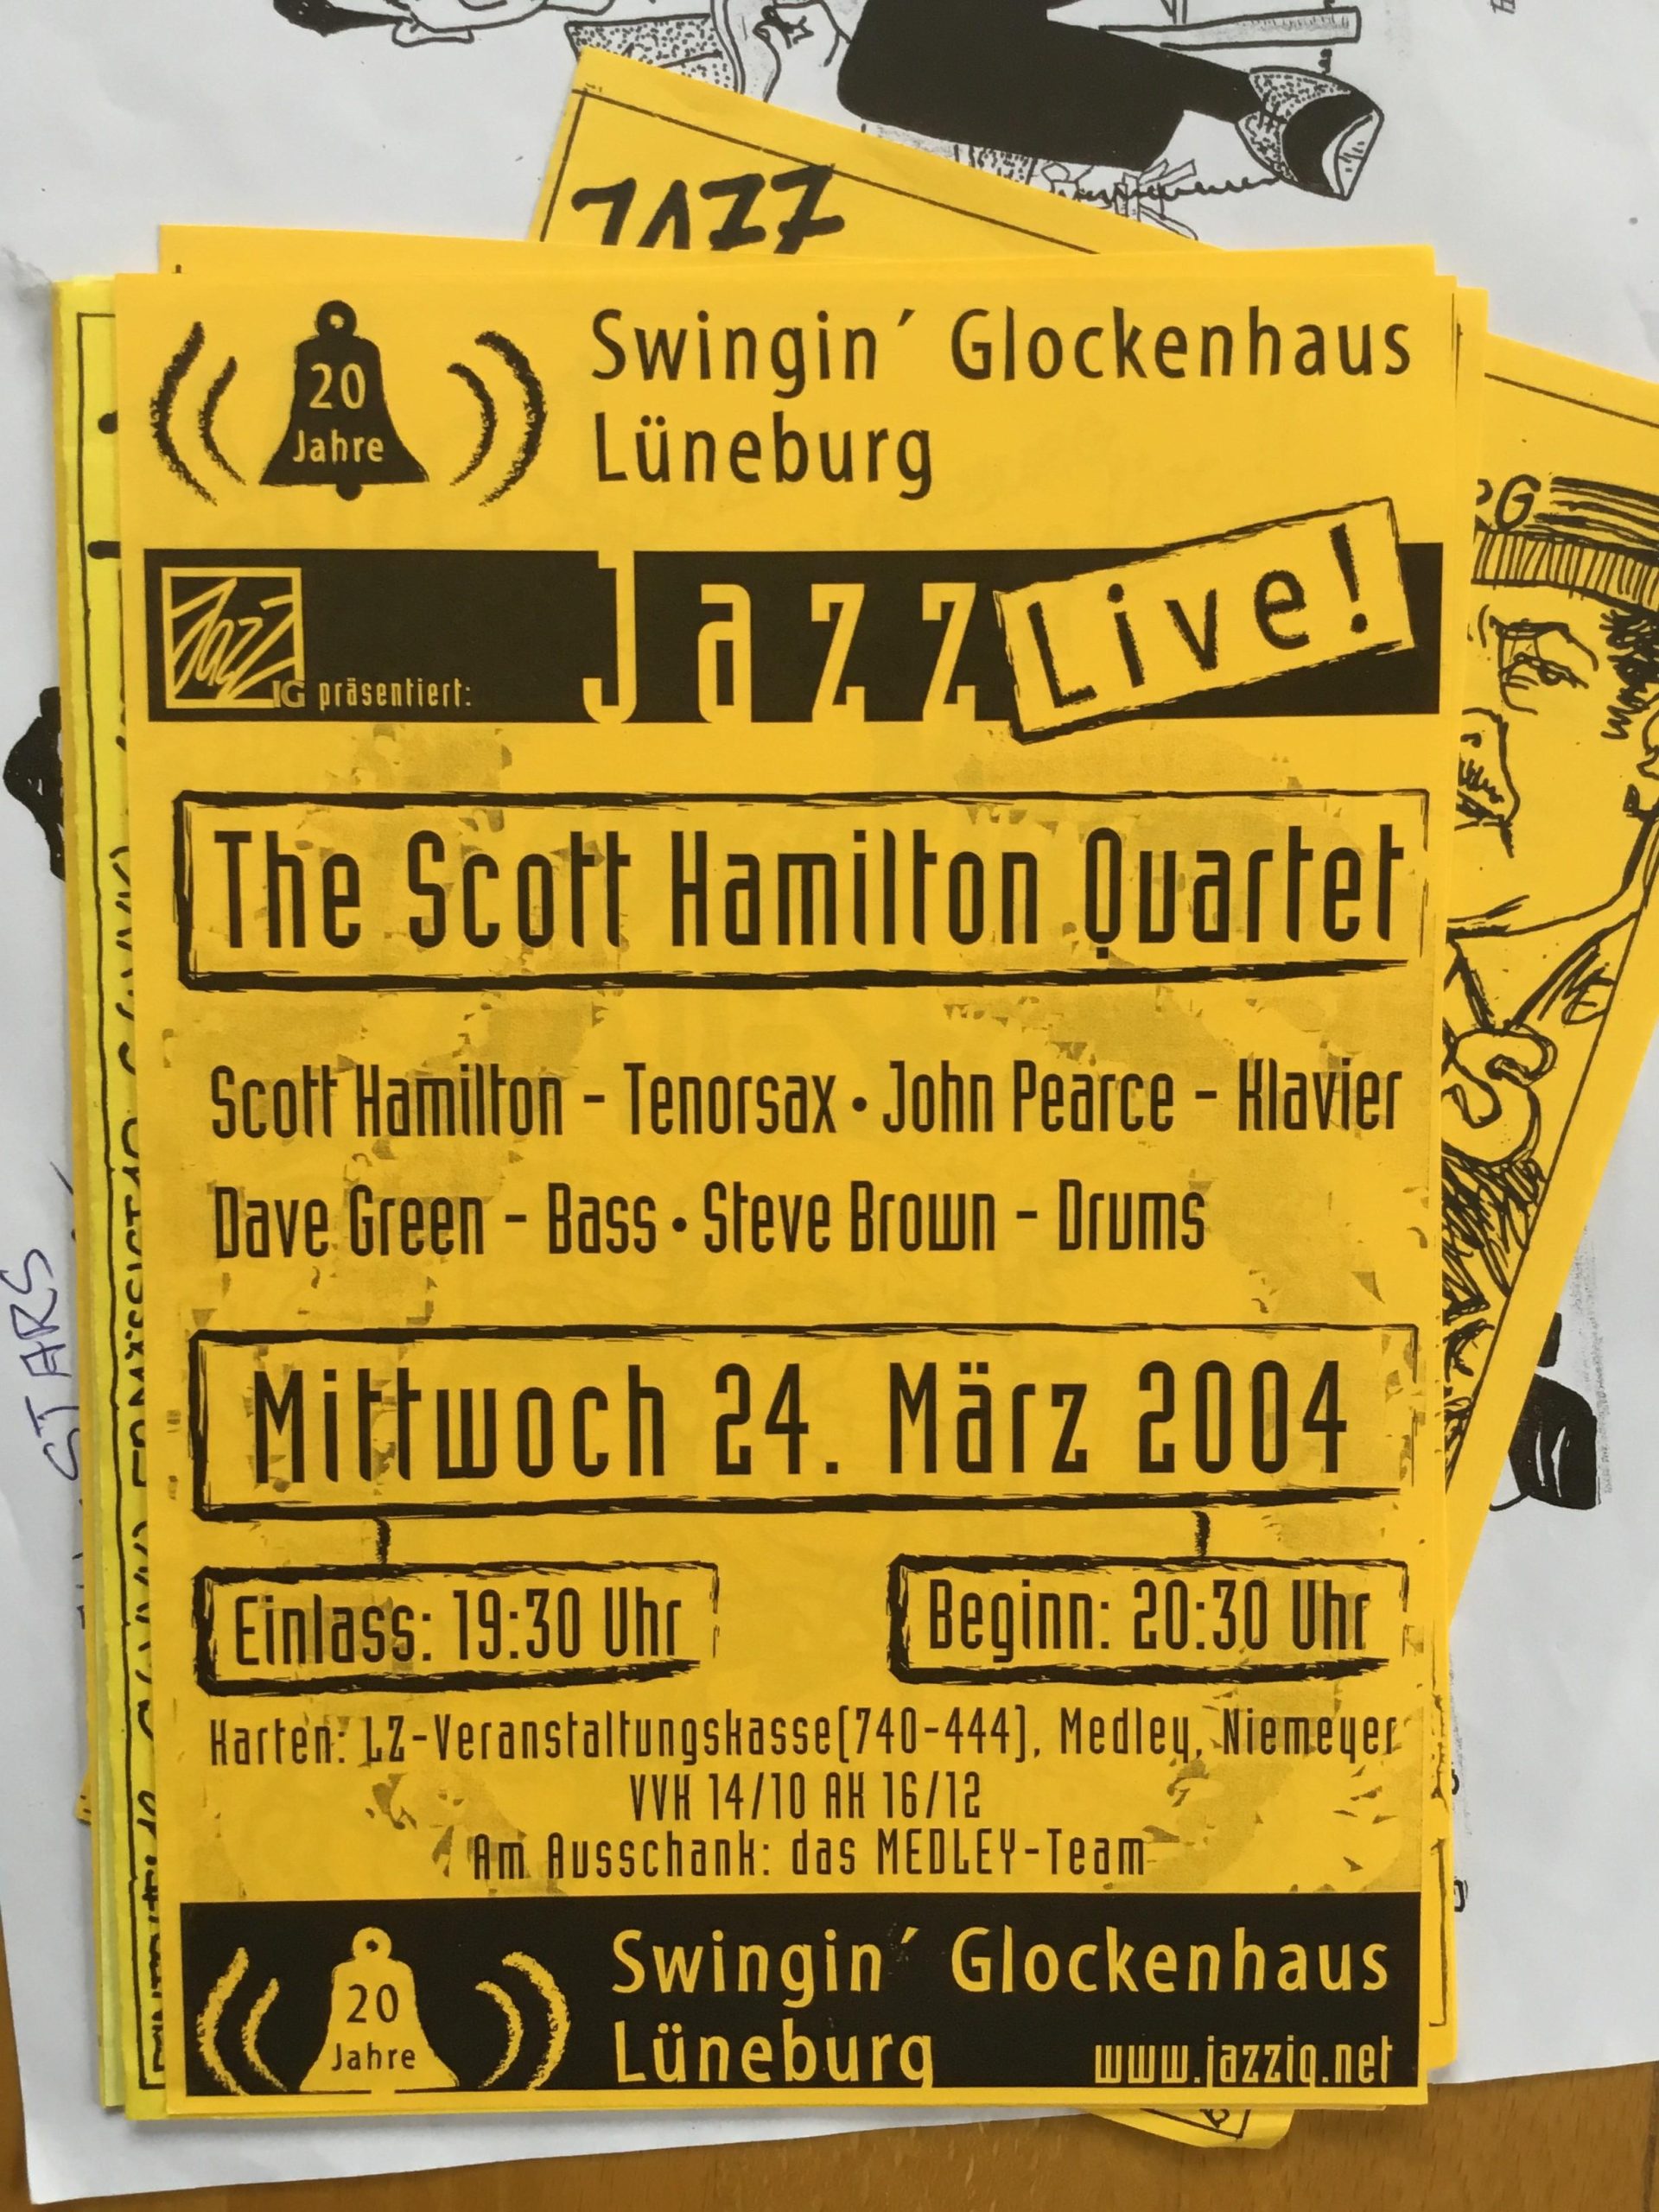 JAZZ
20
Jahre
Swingin´ Glockenhaus
Lüneburg
Jazz
IG präsentiert:
Jazz Live!
The Scott Hamilton Quartet
Scott Hamilton - Tenorsax • John Pearce - Klavier
Dave Green - Bass • Steve Brown - Drums
Mittwoch 24. März 2004
Einlass: 19:30 Uhr
Beginn: 20:30 Uhr
Karten: LZ-Veranstaltungskasse(740-444), Medley, Niemeyer
VVK 14/10 AK 16/12
Am Ausschank: das MEDLEY-Team
20
Jahre
Swingin´ Glockenhaus
Lüneburg
www.jazzig.net
STARS